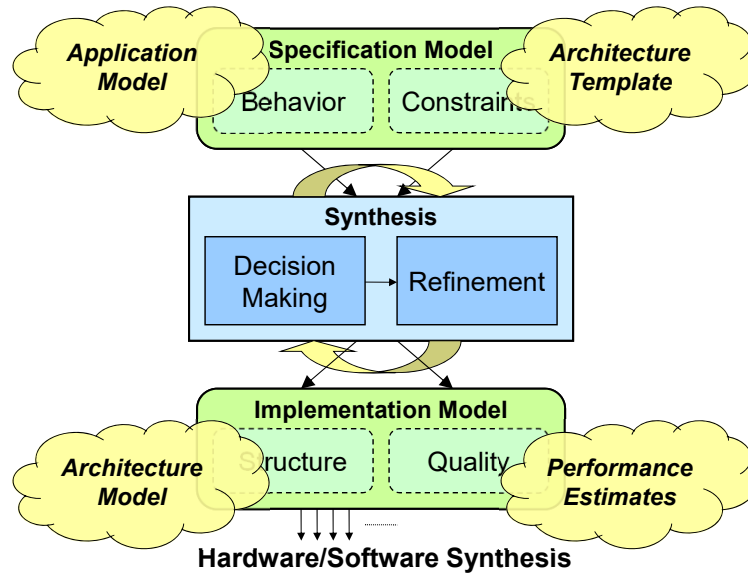 Application
Model
Specification Model
Architecture
Template
Behavior
Constraints
Synthesis
Decision
Making
Refinement
Implementation Model
Architecture
Model
Structure
Quality
Performance
Estimates
Hardware/Software Synthesis